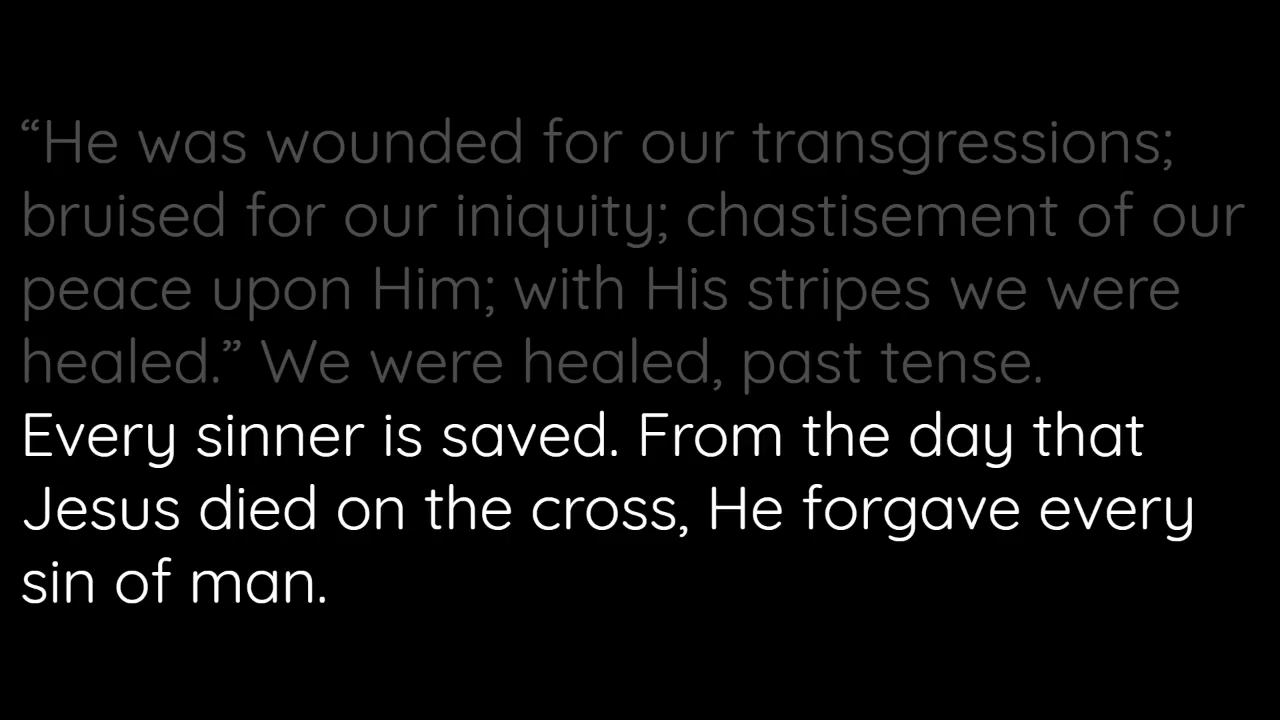 “He was wounded for our transgressions;
bruised for our iniquity; chastisement of our
peace upon Him; with His stripes we were
healed.” We were healed, past tense.
Every sinner is saved. From the day that
Jesus died on the cross, He forgave every
sin of man.